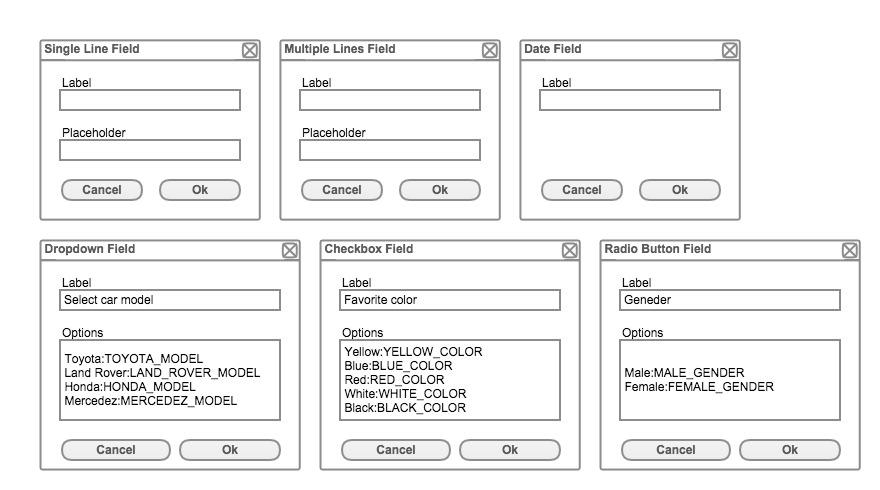 Single Line Field
Label
Placeholder
Cancel Ok
Multiple Lines Field
Label
Placeholder
Cancel Ok
Date Field
Label
Cancel Ok
Dropdown Field
Label
Select car model
Options
Toyota:TOYOTA_MODEL
Land Rover:LAND_ROVER_MODEL
Honda:HONDA_MODEL
Mercedez:MERCEDEZ_MODEL
Cancel Ok
Checkbox Field
Label
Favorite color
Options
Yellow:YELLOW_COLOR
Blue:BLUE_COLOR
Red:RED_COLOR
White:WHITE_COLOR
Black:BLACK_COLOR
Cancel Ok
Radio Button Field
Label
Geneder
Options
Male:MALE_GENDER
Female:FEMALE_GENDER
Cancel Ok